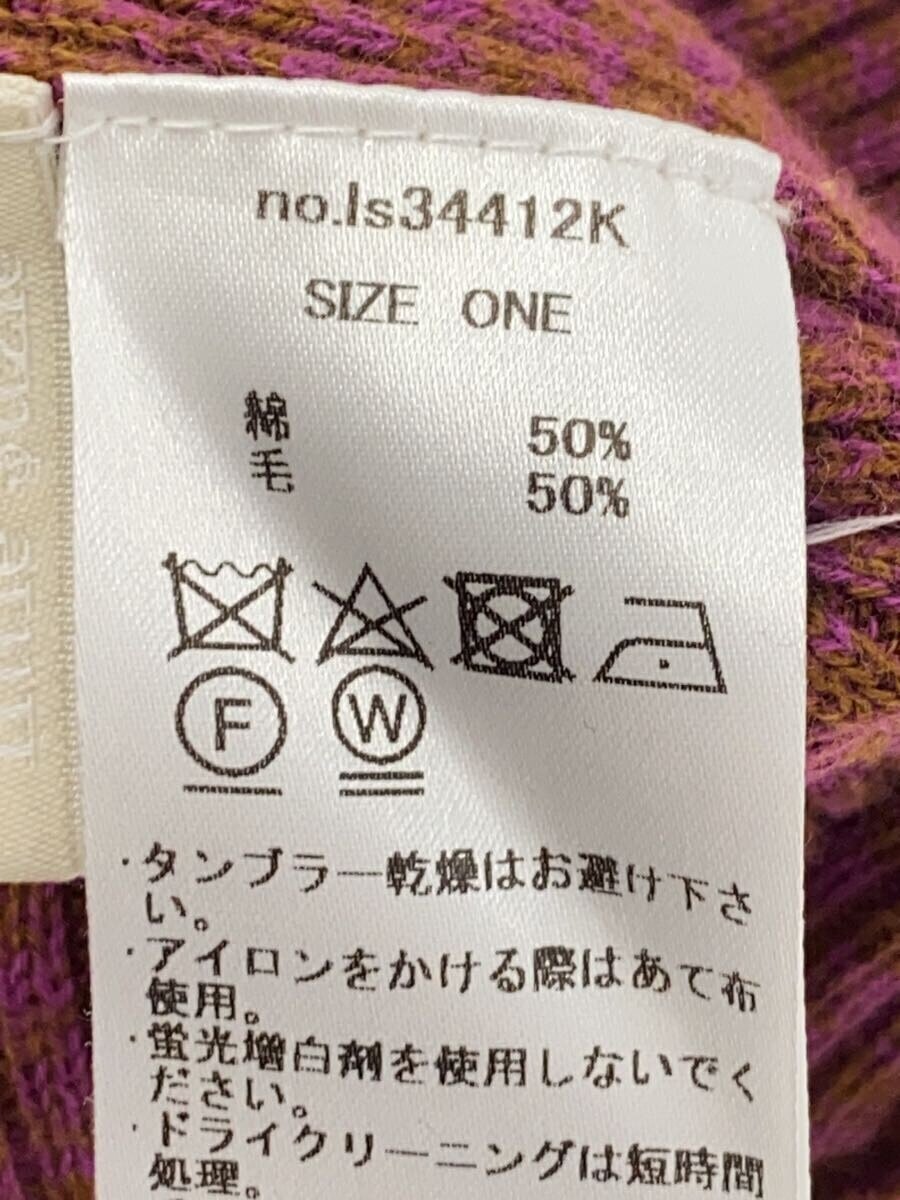 no.ls34412K
SIZE ONE
綿 50%
毛 50%
F W
・タンブラー乾燥はお避け下さ
い。
・アイロンをかける際はあて布
使用。
・蛍光増白剤を使用しないでく
ださい。
・ドライクリーニングは短時間
処理。